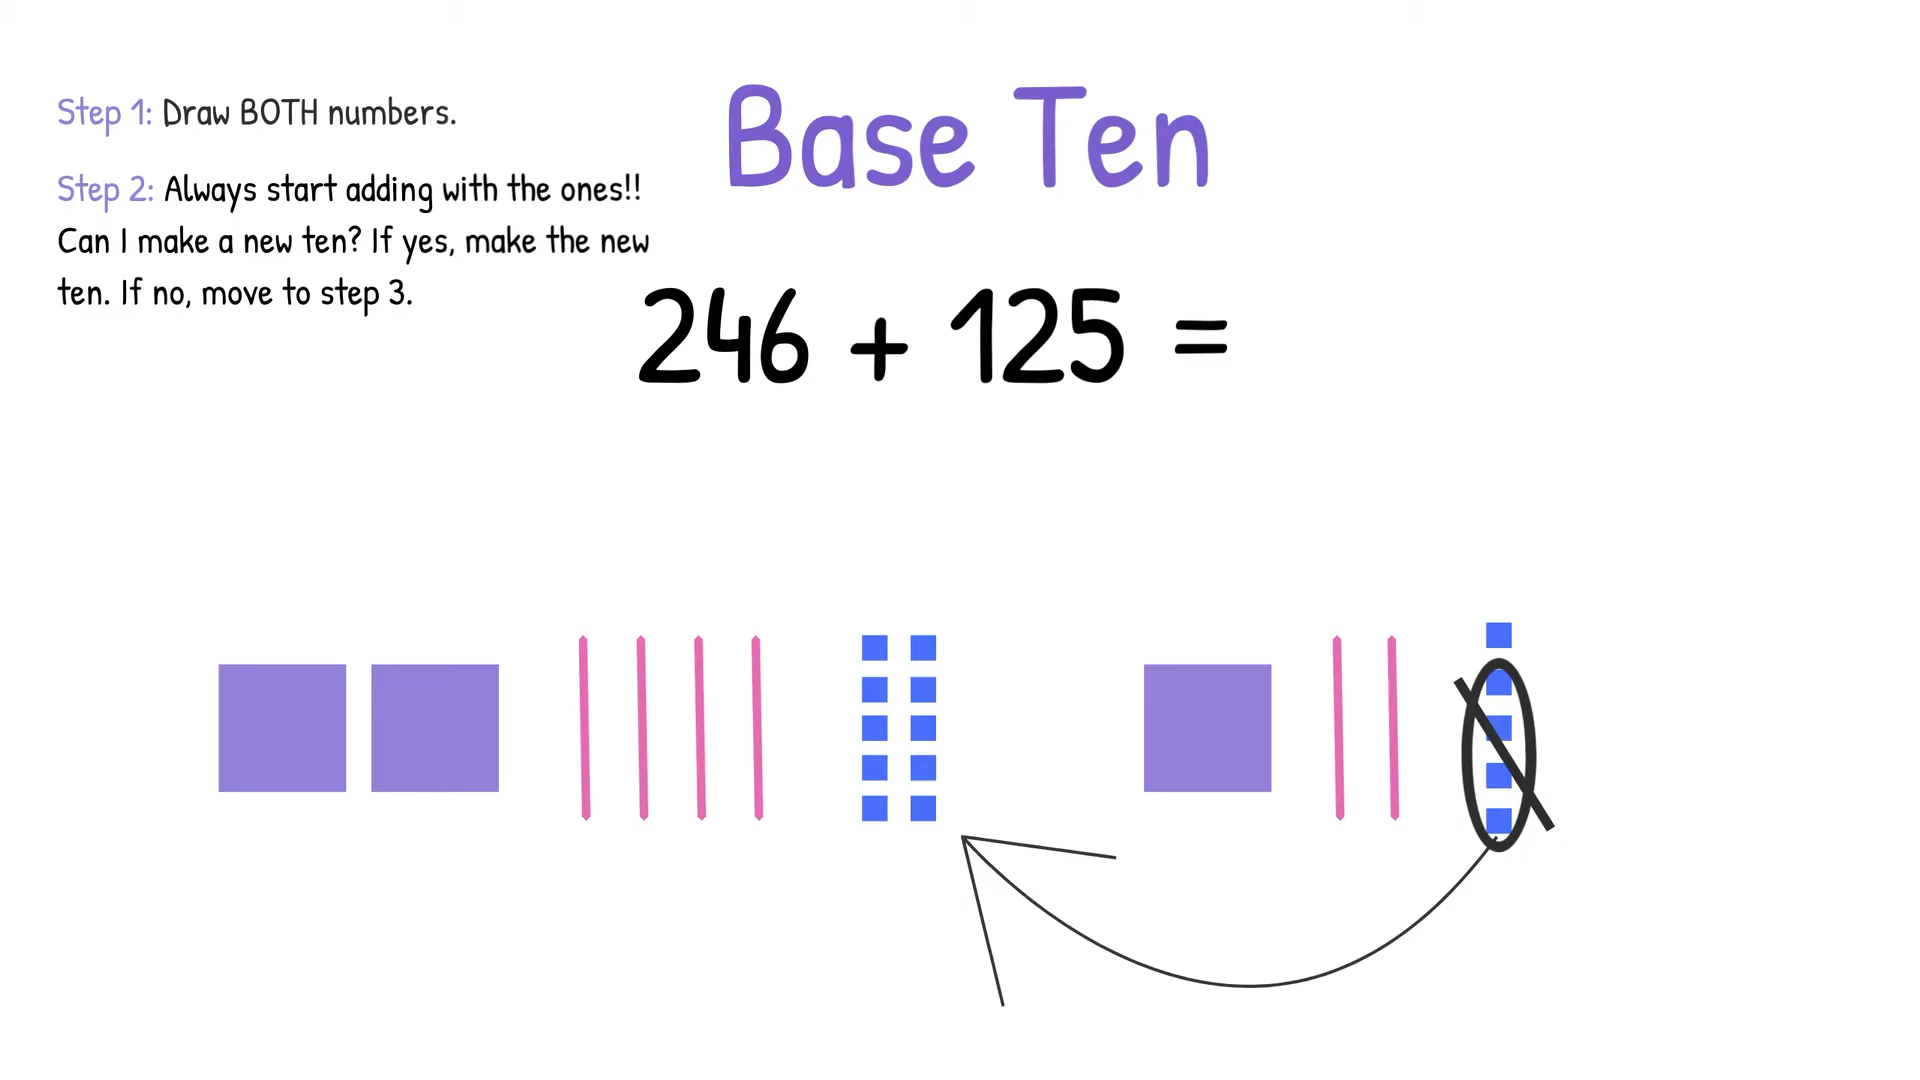 Base Ten
Step 1: Draw BOTH numbers.
Step 2: Always start adding with the ones!!
Can I make a new ten? If yes, make the new
ten. If no, move to step 3.
246 + 125 =